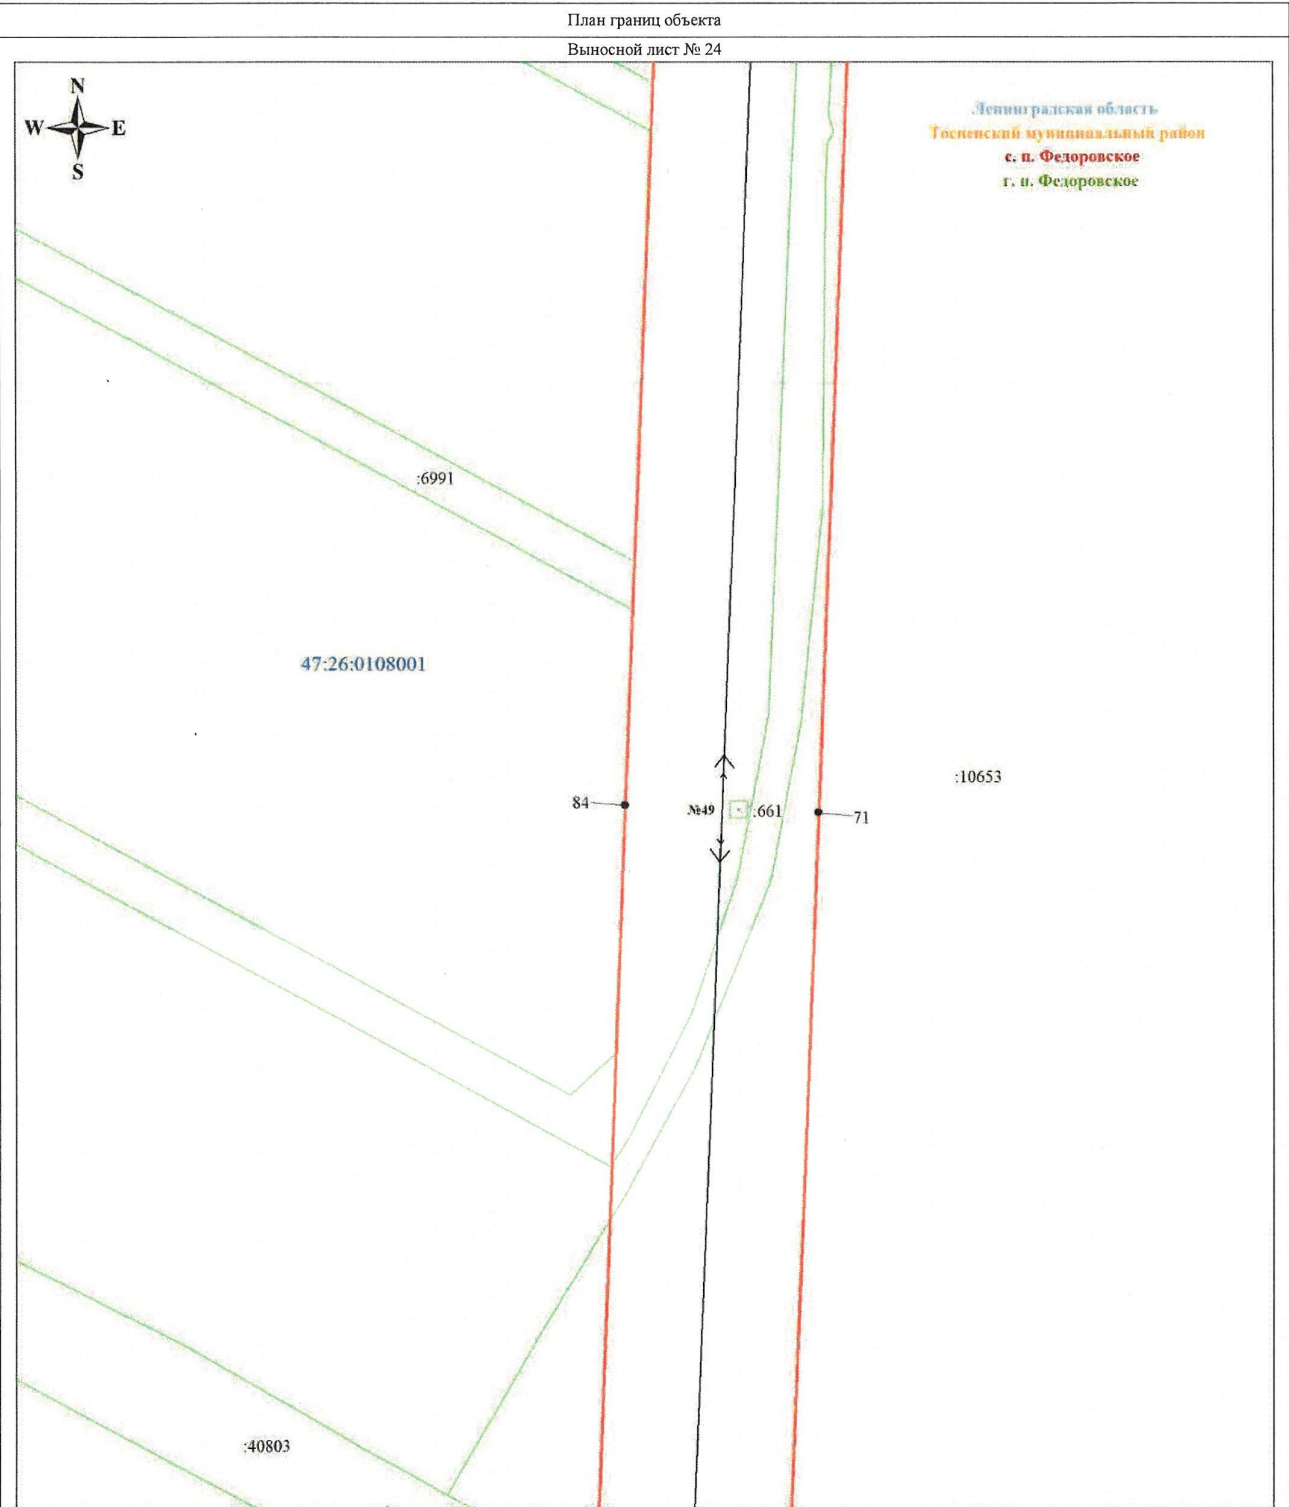 План границ объекта
Выносной лист № 24
N
W E
S
Ленинградская область
Тосненский муниципальный район
с. п. Федоровское
г. п. Федоровское
:6991
47:26:0108001
:10653
84
№49
:661
71
:40803